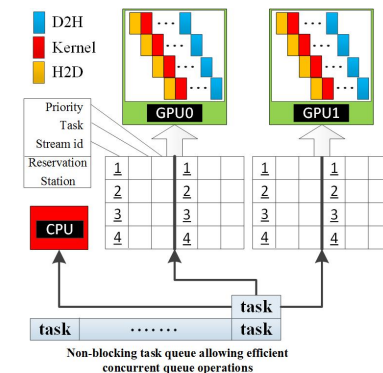 D2H
Kernel
H2D
... ...
... ...
... ...
... ...
... ...
... ...
GPU0 GPU1
Priority
Task
Stream id
Reservation
Station
1 1 1 1
2 2 2 2
3 3 3 3
4 4 4 4
CPU
task
task ....... task
Non-blocking task queue allowing efficient
concurrent queue operations